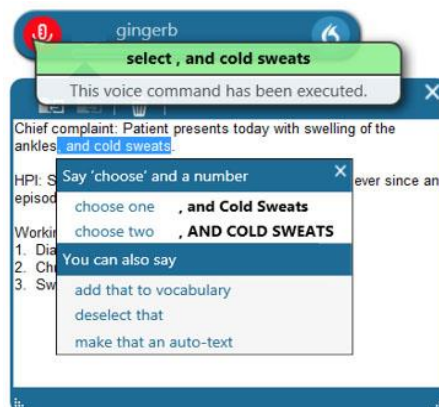 gingerb
select , and cold sweats
This voice command has been executed.
Chief complaint: Patient presents today with swelling of the
ankles, and cold sweats.
HPI: S
ever since an
episod
Say 'choose' and a number
choose one , and Cold Sweats
choose two , AND COLD SWEATS
You can also say
add that to vocabulary
deselect that
make that an auto-text
Workin
1. Dia
2. Ch
3. Sw